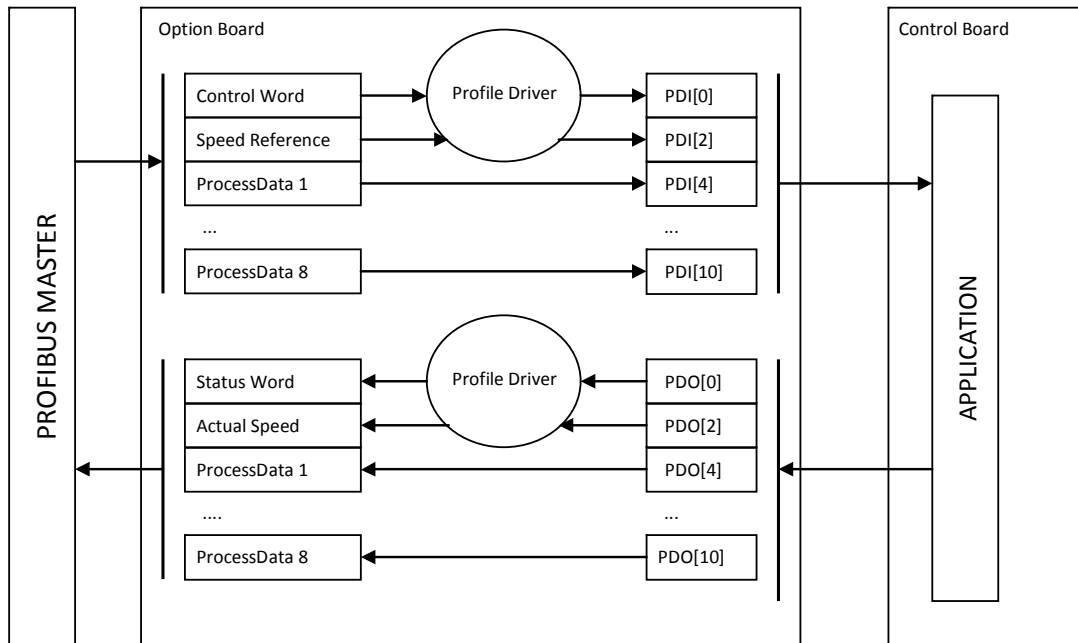 PROFIBUS MASTER
Option Board
Control Word
Speed Reference
ProcessData 1
...
ProcessData 8
Profile Driver
PDI[0]
PDI[2]
PDI[4]
...
PDI[10]
Status Word
Actual Speed
ProcessData 1
....
ProcessData 8
Profile Driver
PDO[0]
PDO[2]
PDO[4]
...
PDO[10]
Control Board
APPLICATION